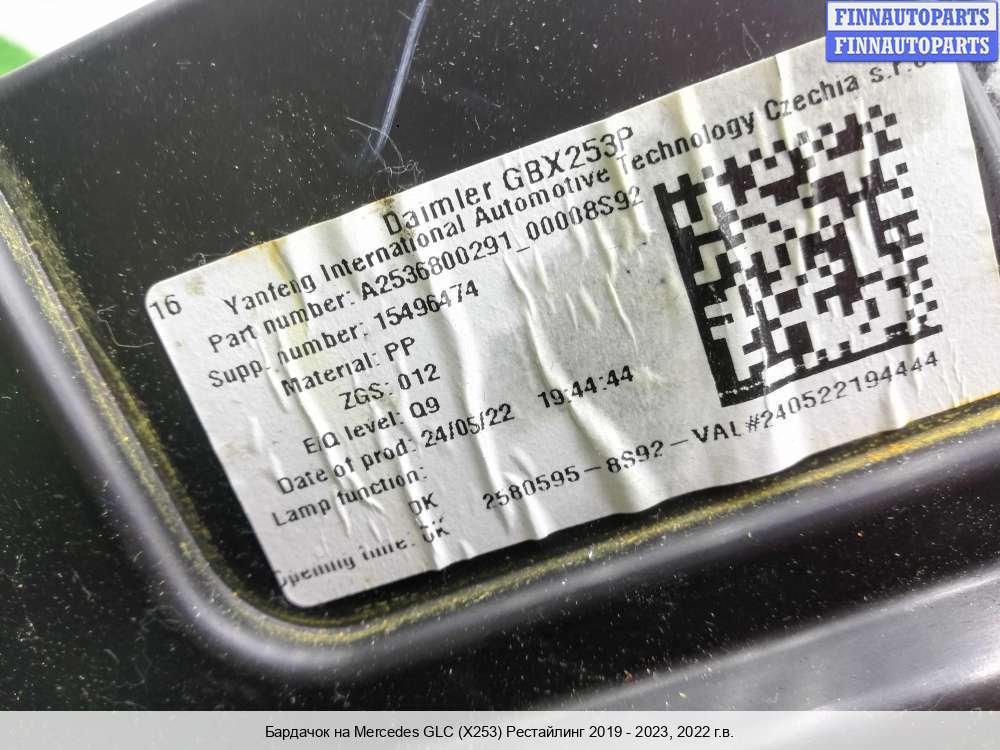 FINNAUTOPARTS
FINNAUTOPARTS
Daimler GBX253P
16 Yanfeng International Automotive Technology Czechia s.r.o.
Part number: A2536800291_00008S92
Supp. number: 15496474
Material: PP
ZGS: 012
E/Q level: Q9
Date of prod: 24/05/22 19:44:44
Lamp function:
OK 2580595-8S92-VAL#240522194444
Opening time: OK
Бардачок на Mercedes GLC (X253) Рестайлинг 2019 - 2023, 2022 г.в.